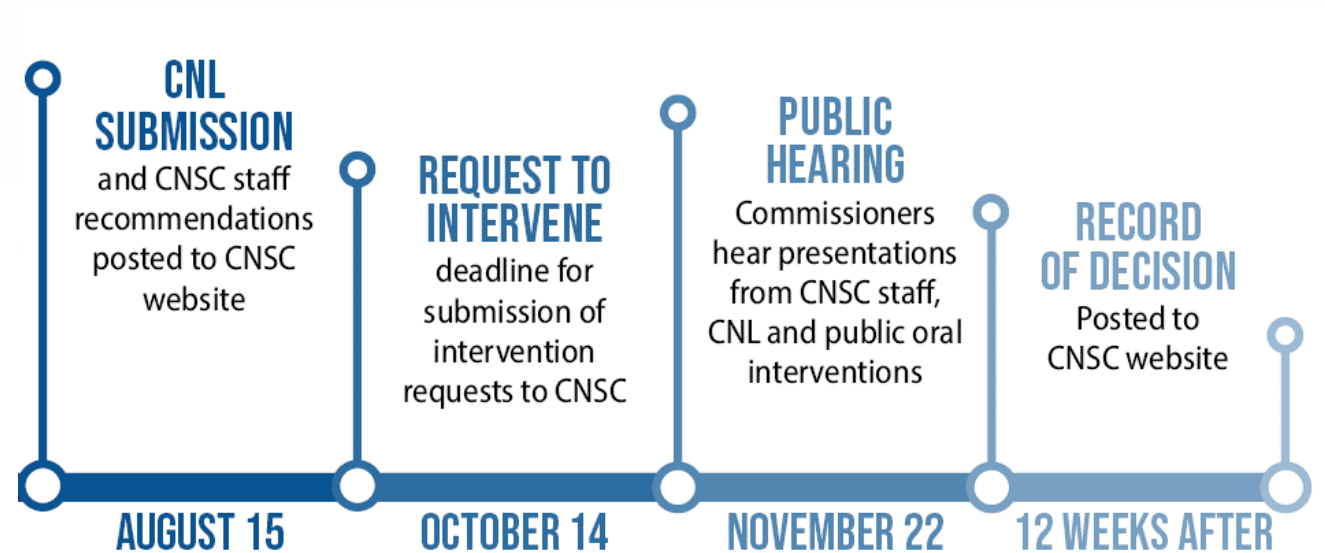 CNL
SUBMISSION
and CNSC staff
recommendations
posted to CNSC
website
AUGUST 15
REQUEST TO
INTERVENE
deadline for
submission of
intervention
requests to CNSC
OCTOBER 14
PUBLIC
HEARING
Commissioners
hear presentations
from CNSC staff,
CNL and public oral
interventions
NOVEMBER 22
RECORD
OF DECISION
Posted to
CNSC website
12 WEEKS AFTER